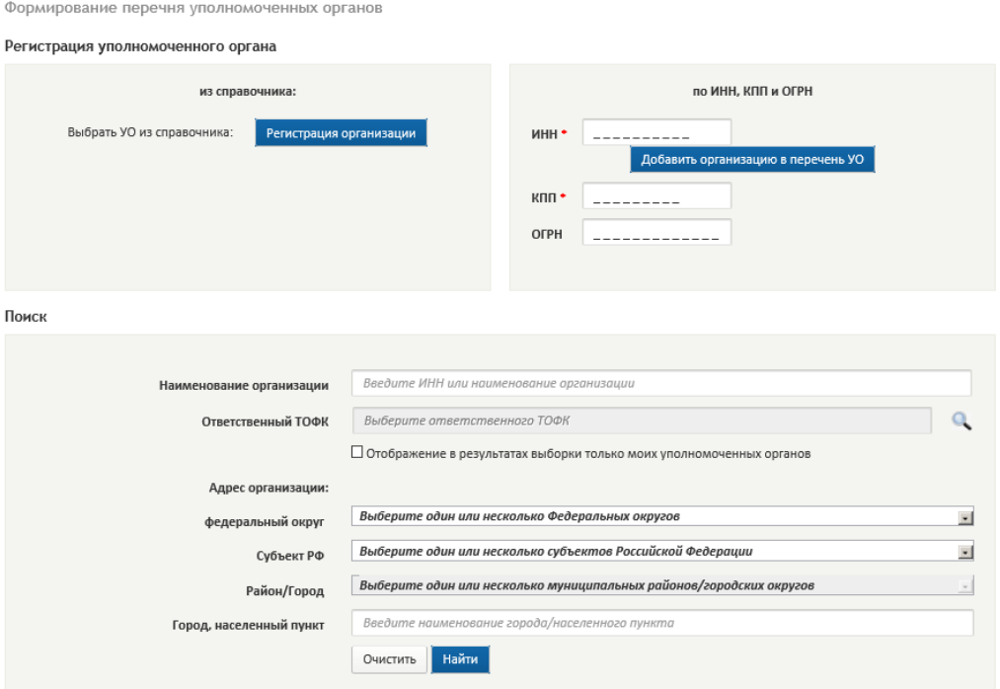 Формирование перечня уполномоченных органов
Регистрация уполномоченного органа
из справочника:
Выбрать УО из справочника: Регистрация организации
по ИНН, КПП и ОГРН
ИНН * _ _ _ _ _ _ _ _ _ _
Добавить организацию в перечень УО
КПП * _ _ _ _ _ _ _ _ _
ОГРН _ _ _ _ _ _ _ _ _ _ _ _ _
Поиск
Наименование организации Введите ИНН или наименование организации
Ответственный ТОФК Выберите ответственного ТОФК
Отображение в результатах выборки только моих уполномоченных органов
Адрес организации:
федеральный округ Выберите один или несколько Федеральных округов
Субъект РФ Выберите один или несколько субъектов Российской Федерации
Район/Город Выберите один или несколько муниципальных районов/городских округов
Город, населенный пункт Введите наименование города/населенного пункта
Очистить Найти